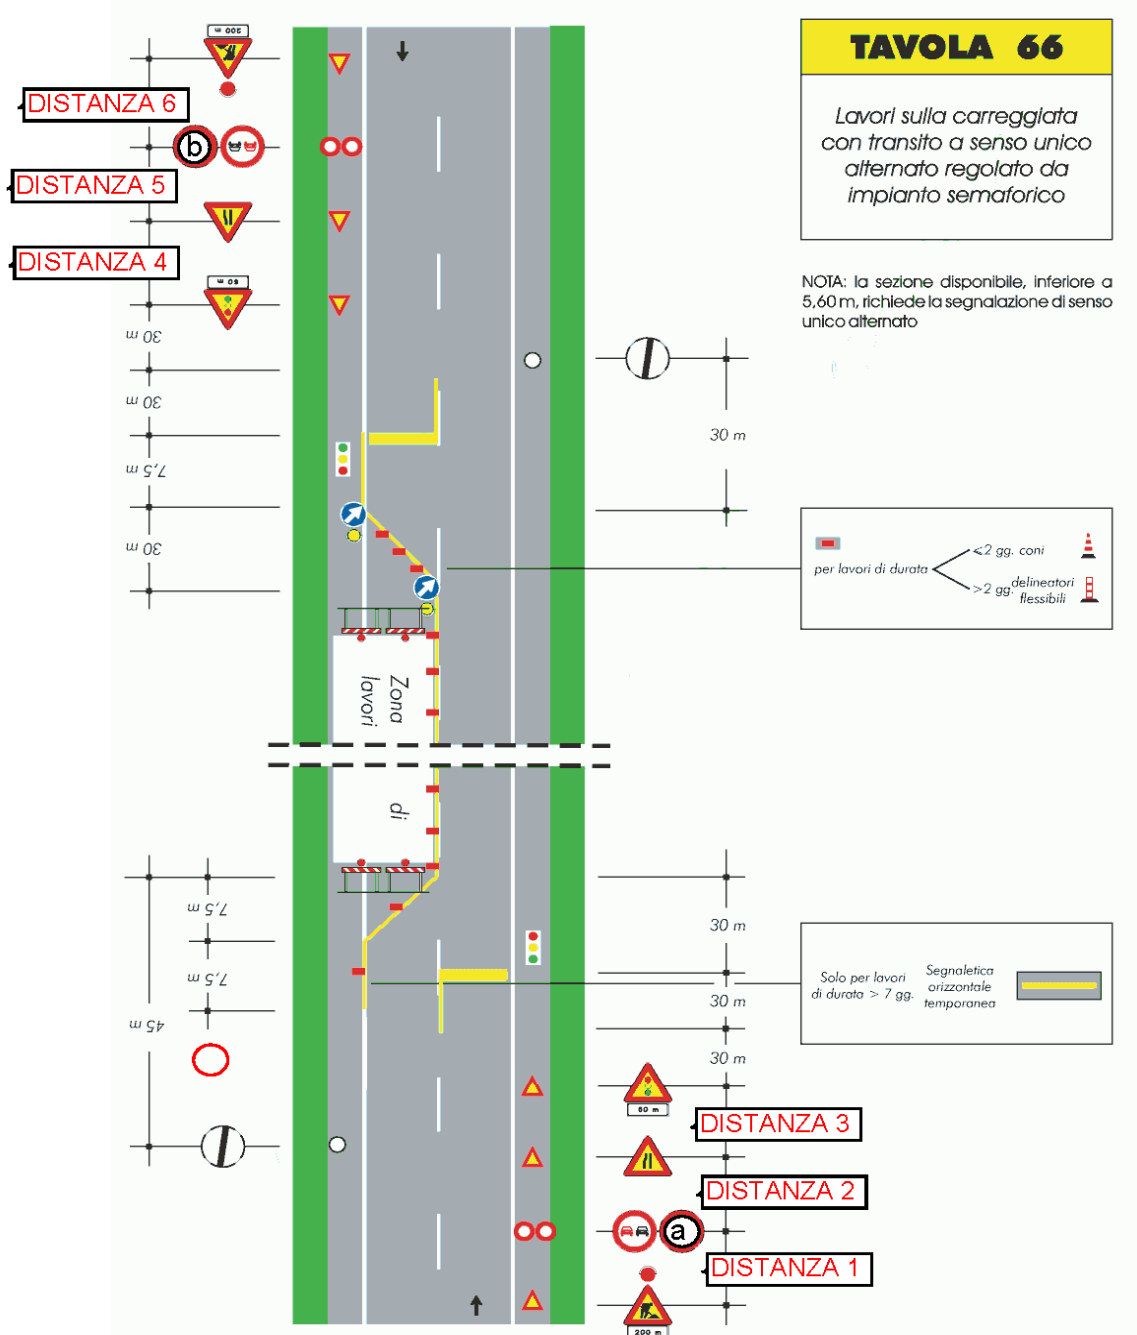 TAVOLA 66
Lavori sulla carreggiata
con transito a senso unico
alternato regolato da
impianto semaforico
NOTA: la sezione disponibile, inferiore a
5,60 m, richiede la segnalazione di senso
unico alternato
200 m
DISTANZA 6
b
DISTANZA 5
DISTANZA 4
60 m
30 m
30 m
7,5 m
30 m
30 m
per lavori di durata
≤2 gg. coni
>2 gg. delineatori
flessibili
Zona
lavori
di
7,5 m
7,5 m
45 m
30 m
30 m
30 m
Solo per lavori
di durata > 7 gg.
Segnaletica
orizzontale
temporanea
60 m
DISTANZA 3
DISTANZA 2
a
DISTANZA 1
200 m